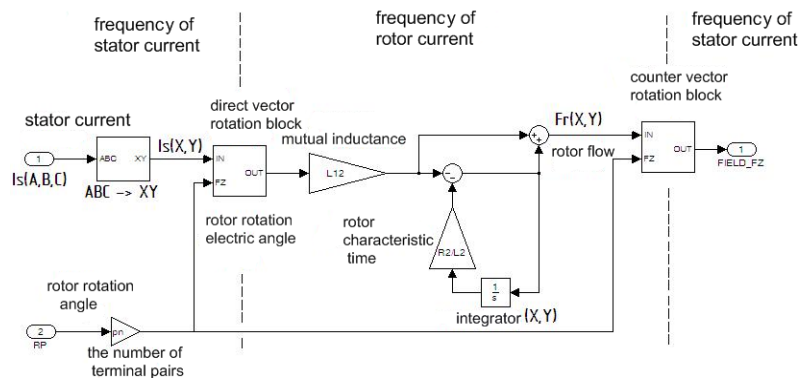 frequency of
stator current
frequency of
rotor current
frequency of
stator current
counter vector
rotation block
direct vector
rotation block
stator current
Is(X,Y)
mutual inductance
Fr(X,Y)
1
ABC
XY
IN
OUT
FZ
L12
rotor flow
IN
OUT
FZ
1
FIELD_FZ
Is(A,B,C)
ABC -> XY
rotor rotation
electric angle
rotor
characteristic
time
R2/L2
1
s
integrator (X,Y)
rotor rotation
angle
2
RP
pn
the number of
terminal pairs